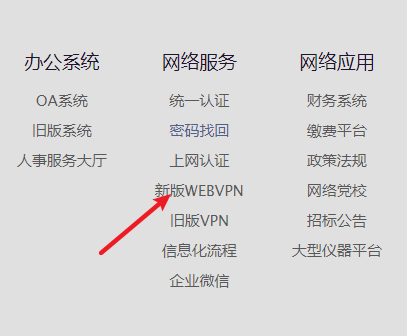 办公系统
OA系统
旧版系统
人事服务大厅
网络服务
统一认证
密码找回
上网认证
新版WEBVPN
旧版VPN
信息化流程
企业微信
网络应用
财务系统
缴费平台
政策法规
网络党校
招标公告
大型仪器平台